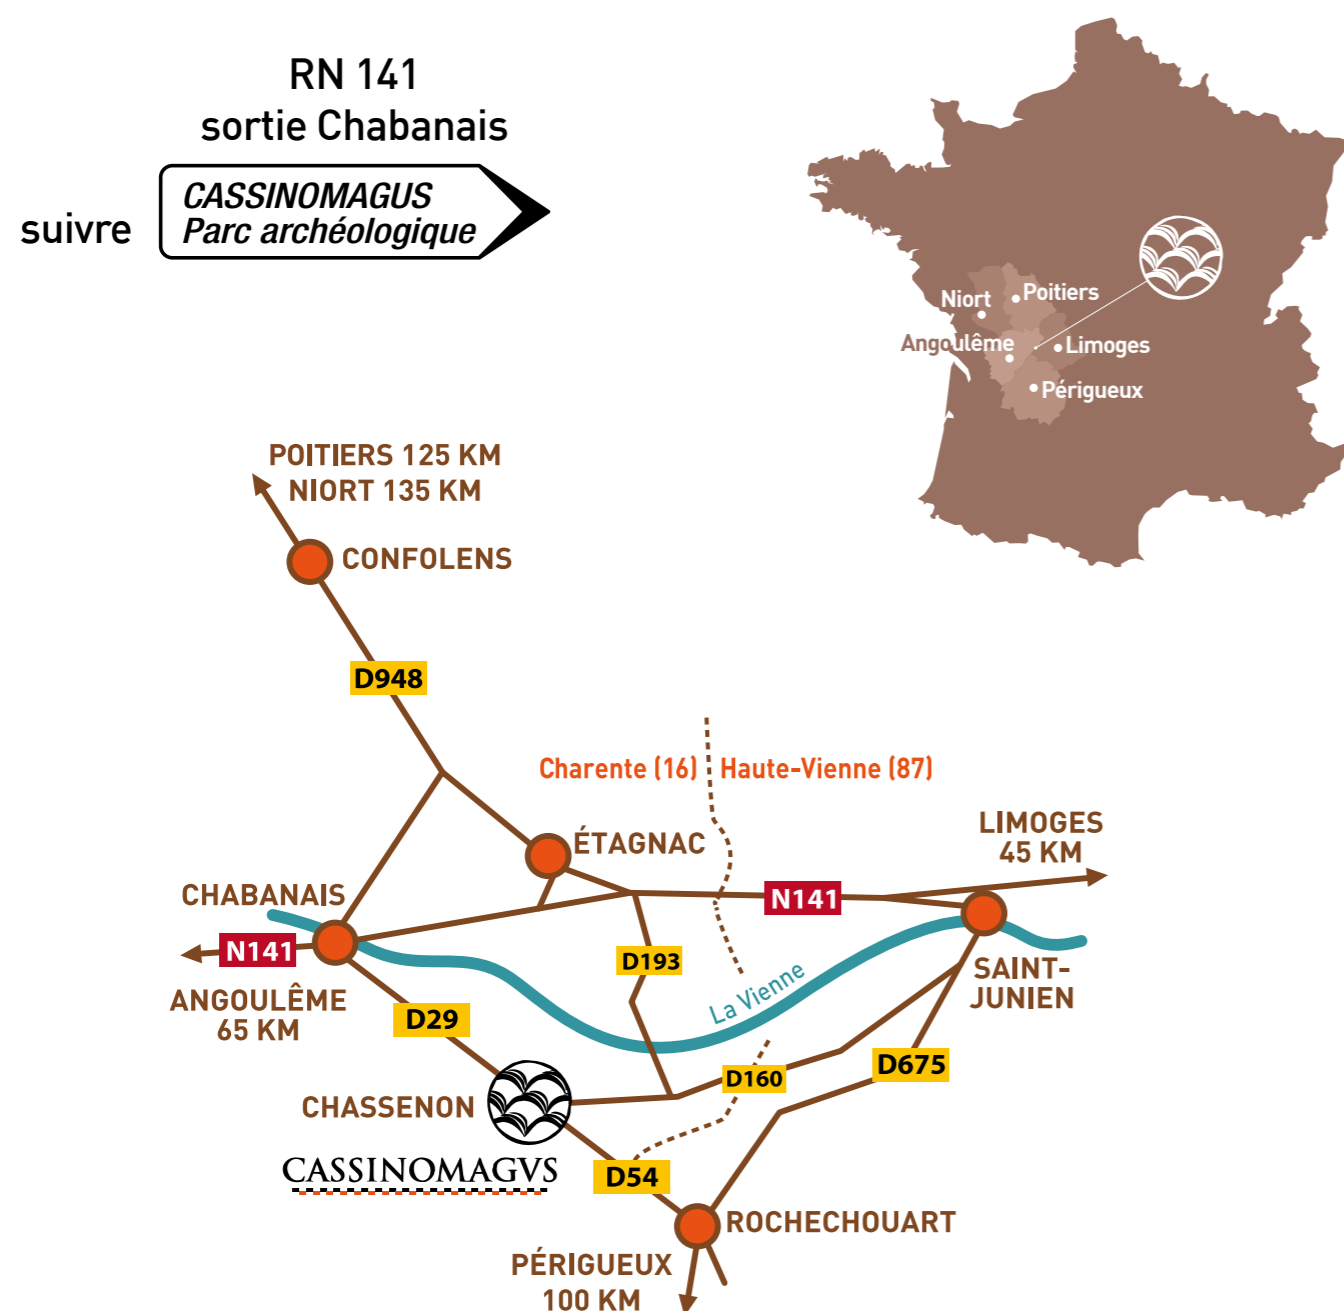 RN 141
sortie Chabanais
suivre
CASSINOMAGUS
Parc archéologique
Niort
Poitiers
Angoulême
Limoges
Périgueux
POITIERS 125 KM
NIORT 135 KM
CONFOLENS
D948
Charente (16)
Haute-Vienne (87)
ÉTAGNAC
LIMOGES
45 KM
CHABANAIS
N141
N141
ANGOULÊME
65 KM
D193
SAINT-
JUNIEN
La Vienne
D29
D160
D675
CHASSENON
CASSINOMAGVS
D54
ROCHECHOUART
PÉRIGUEUX
100 KM